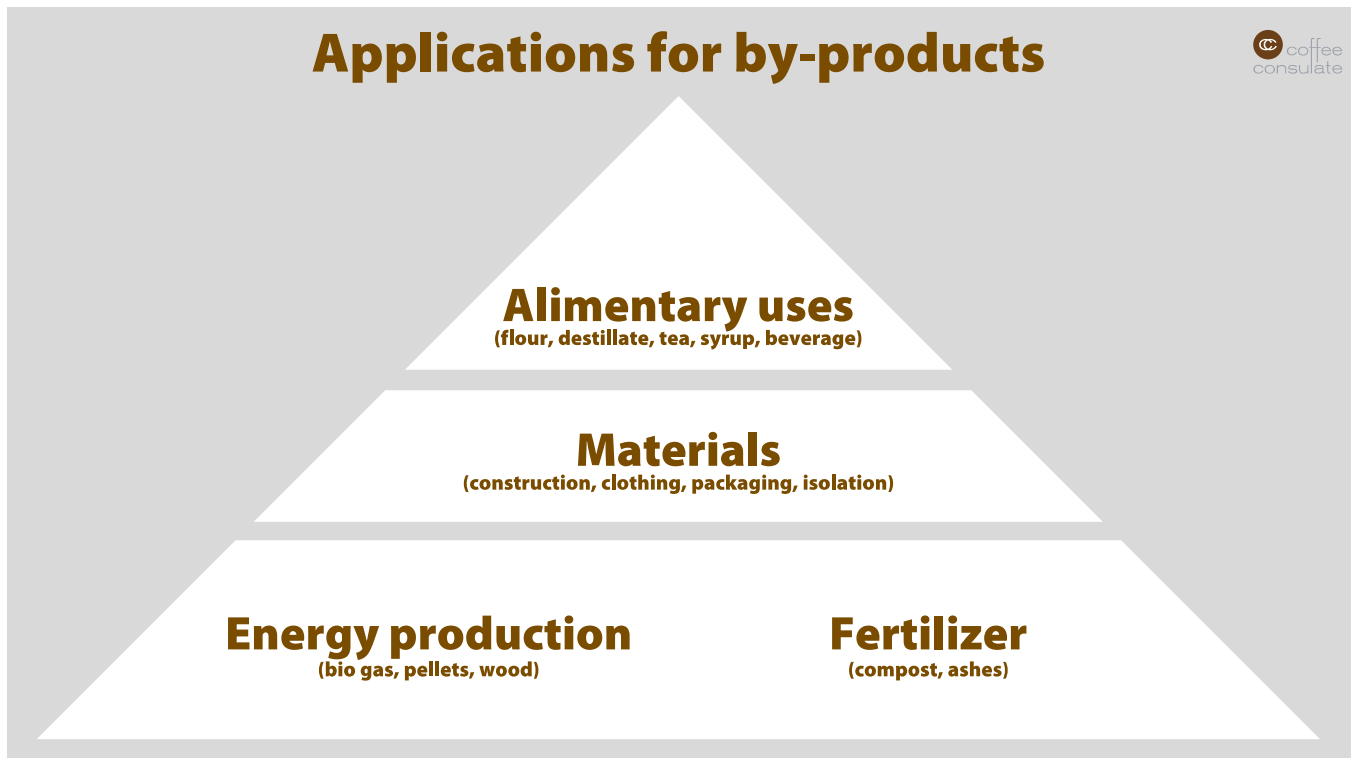 Applications for by-products
CC coffee
consulate
Alimentary uses
(flour, destillate, tea, syrup, beverage)
Materials
(construction, clothing, packaging, isolation)
Energy production
(bio gas, pellets, wood)
Fertilizer
(compost, ashes)